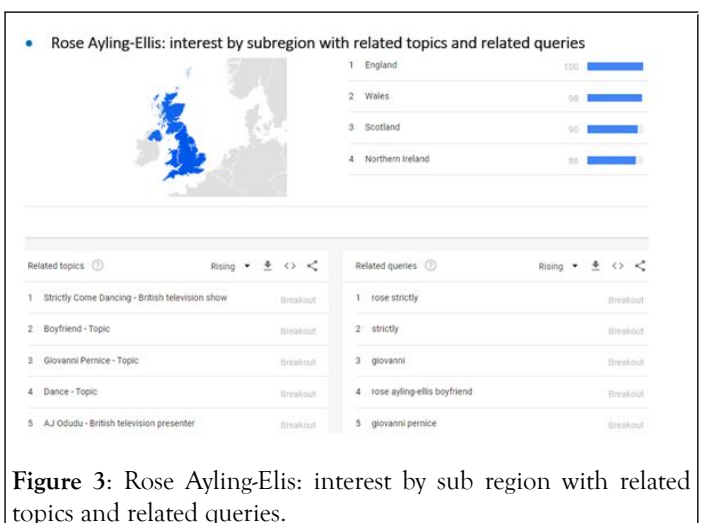 • Rose Ayling-Ellis: interest by subregion with related topics and related queries
1 England 100
2 Wales 98
3 Scotland 90
4 Northern Ireland 86
Related topics ? Rising
1 Strictly Come Dancing - British television show Breakout
2 Boyfriend - Topic Breakout
3 Giovanni Pernice - Topic Breakout
4 Dance - Topic Breakout
5 AJ Odudu - British television presenter Breakout
Related queries ? Rising
1 rose strictly Breakout
2 strictly Breakout
3 giovanni Breakout
4 rose ayling-ellis boyfriend Breakout
5 giovanni pernice Breakout
Figure 3: Rose Ayling-Elis: interest by sub region with related
topics and related queries.